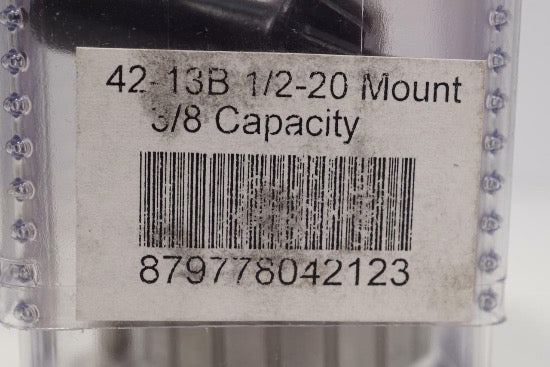 42-13B 1/2-20 Mount
3/8 Capacity
879778042123